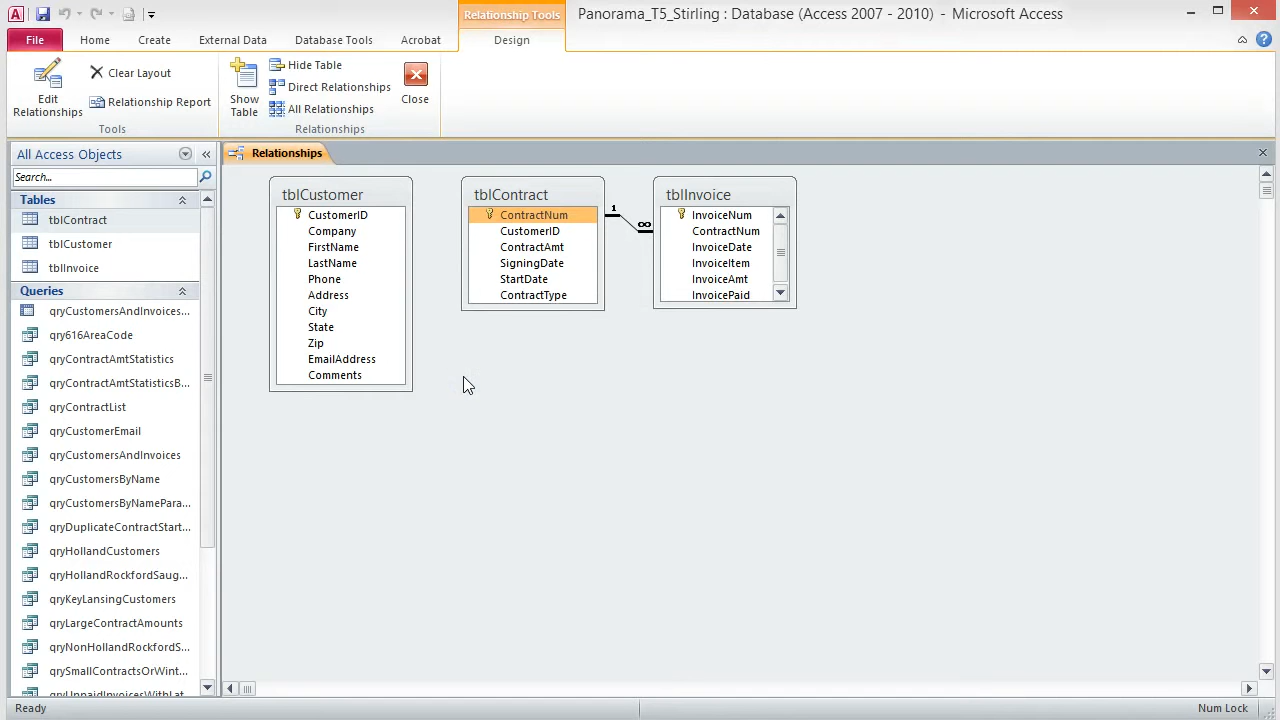 Relationship Tools
Panorama_T5_Stirling : Database (Access 2007 - 2010) - Microsoft Access
File
Home
Create
External Data
Database Tools
Acrobat
Design
Edit
Relationships
Clear Layout
Relationship Report
Tools
Show
Table
Hide Table
Direct Relationships
All Relationships
Close
Relationships
All Access Objects
Search...
Tables
tblContract
tblCustomer
tblInvoice
Queries
qryCustomersAndInvoices...
qry616AreaCode
qryContractAmtStatistics
qryContractAmtStatisticsB...
qryContractList
qryCustomerEmail
qryCustomersAndInvoices
qryCustomersByName
qryCustomersByNamePara...
qryDuplicateContractStart...
qryHollandCustomers
qryHollandRockfordSaug...
qryKeyLansingCustomers
qryLargeContractAmounts
qryNonHollandRockfordS...
qrySmallContractsOrWint...
qryUnpaidInvoicesWithLat...
Relationships
tblCustomer
CustomerID
Company
FirstName
LastName
Phone
Address
City
State
Zip
EmailAddress
Comments
tblContract
ContractNum
CustomerID
ContractAmt
SigningDate
StartDate
ContractType
1
∞
tblInvoice
InvoiceNum
ContractNum
InvoiceDate
InvoiceItem
InvoiceAmt
InvoicePaid
Ready
Num Lock